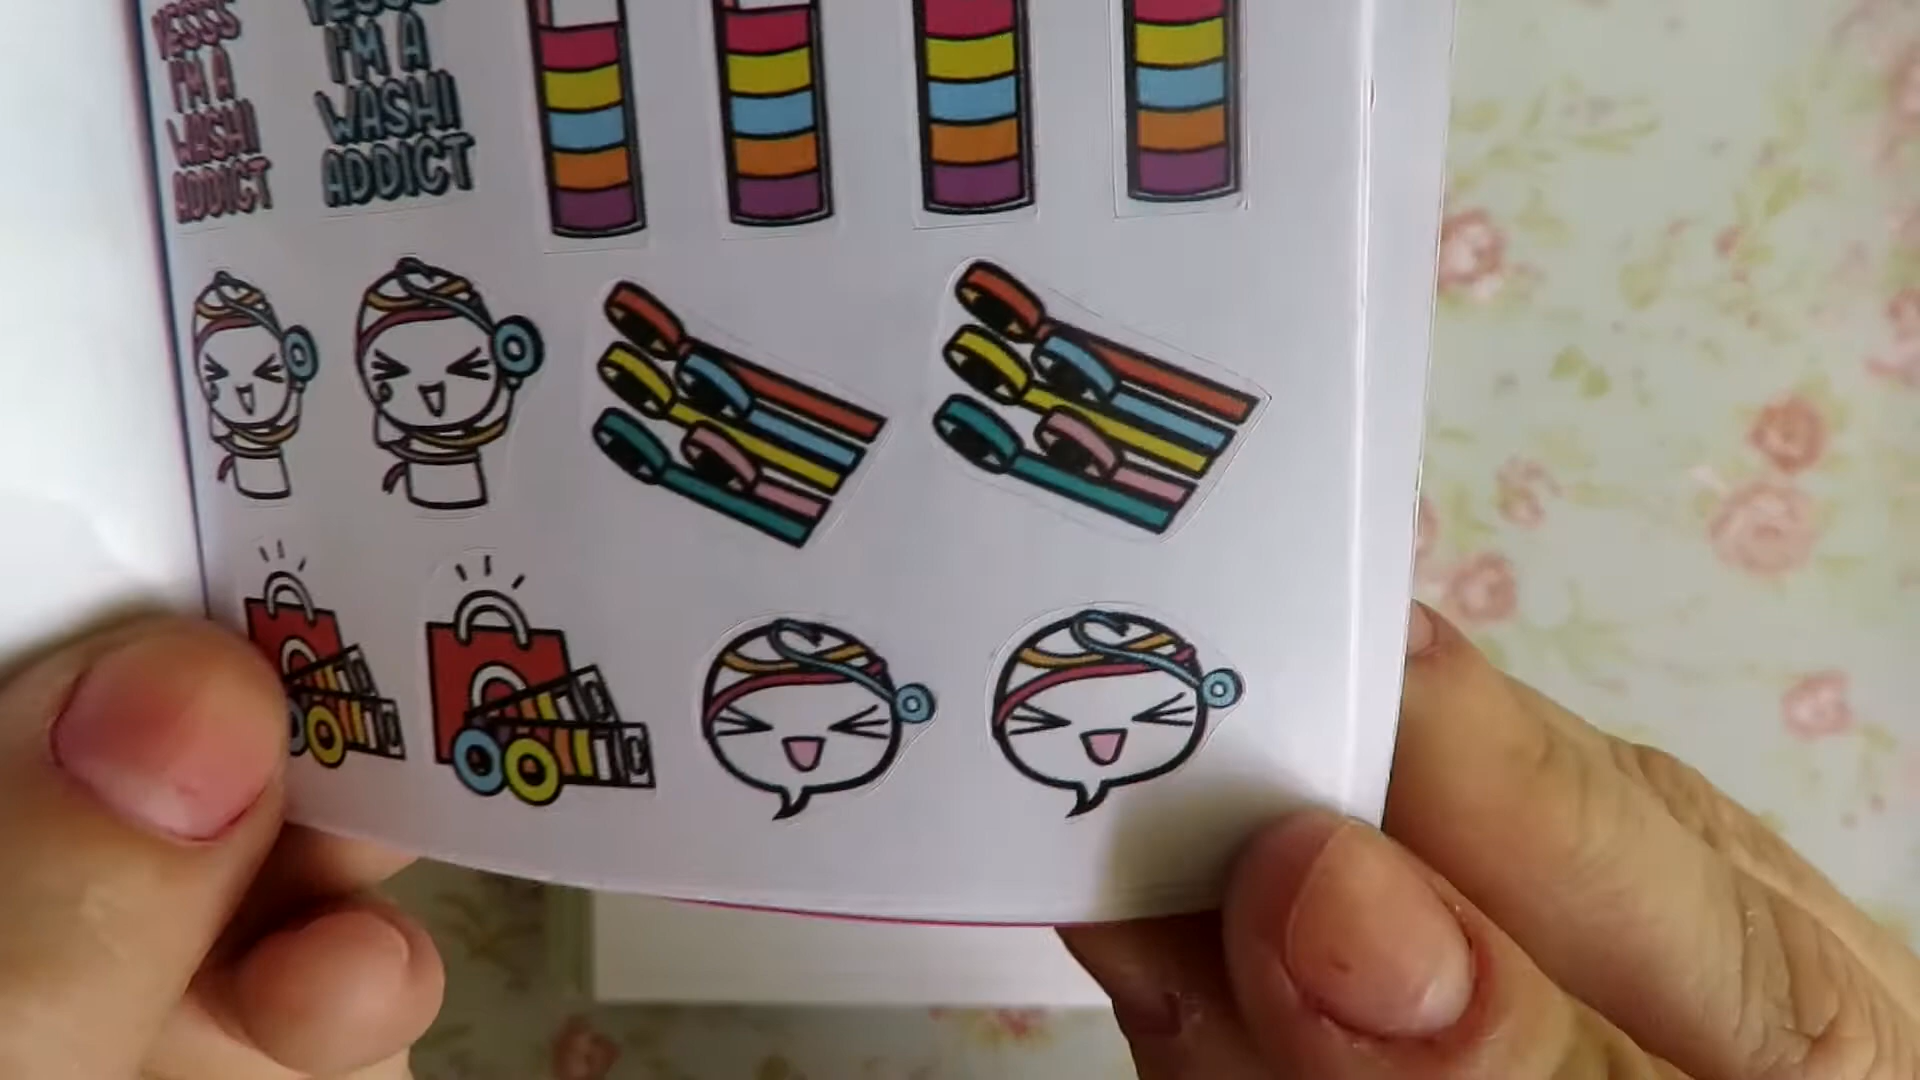 YESSS
I'M A
WASHI
ADDICT
YESSS
I'M A
WASHI
ADDICT